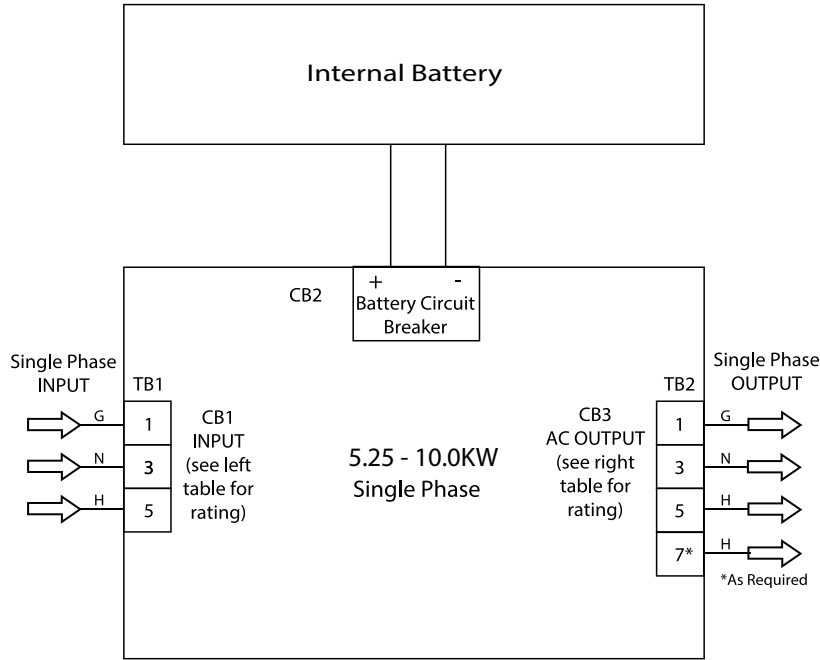 Internal Battery
CB2
+ -
Battery Circuit
Breaker
Single Phase
INPUT
TB1
G
1
N
3
H
5
CB1
INPUT
(see left
table for
rating)
5.25 - 10.0KW
Single Phase
CB3
AC OUTPUT
(see right
table for
rating)
Single Phase
OUTPUT
TB2
1
G
3
N
5
H
7*
H
*As Required